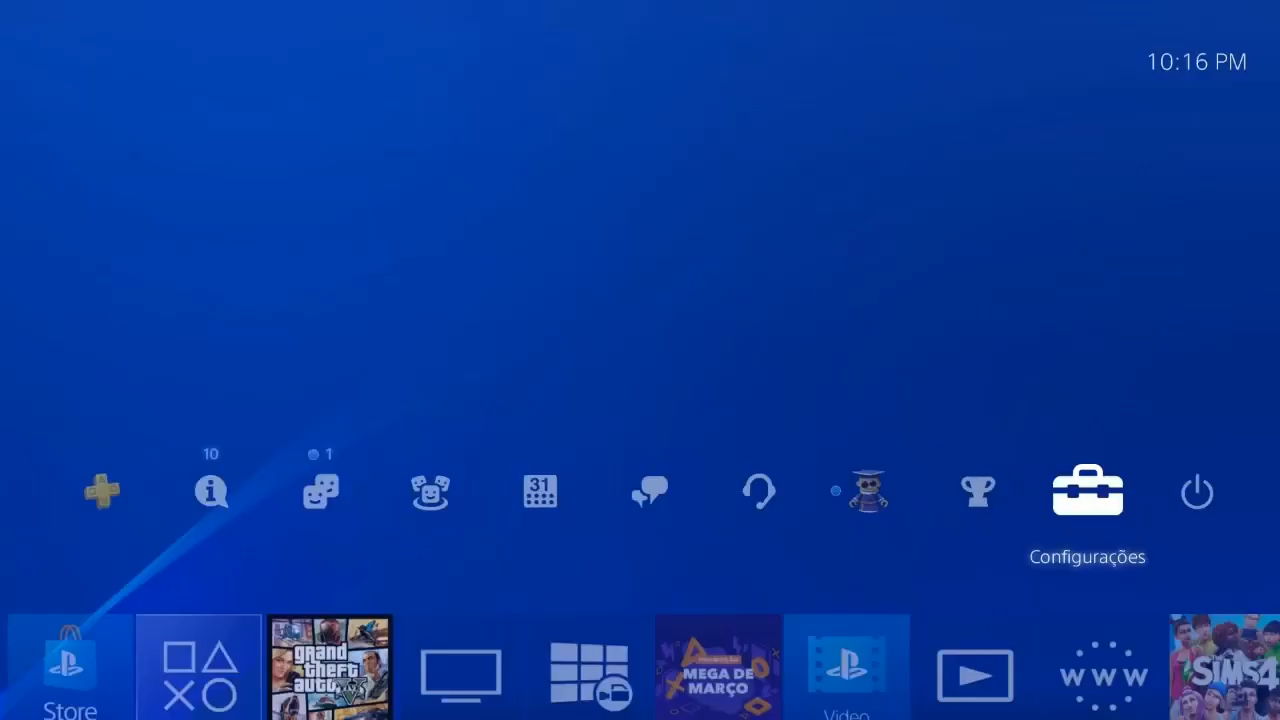 10:16 PM
10
1
31
Configurações
Store
grand
theft
auto
V
MEGA DE
MARÇO
Video
WWW
SIMS4